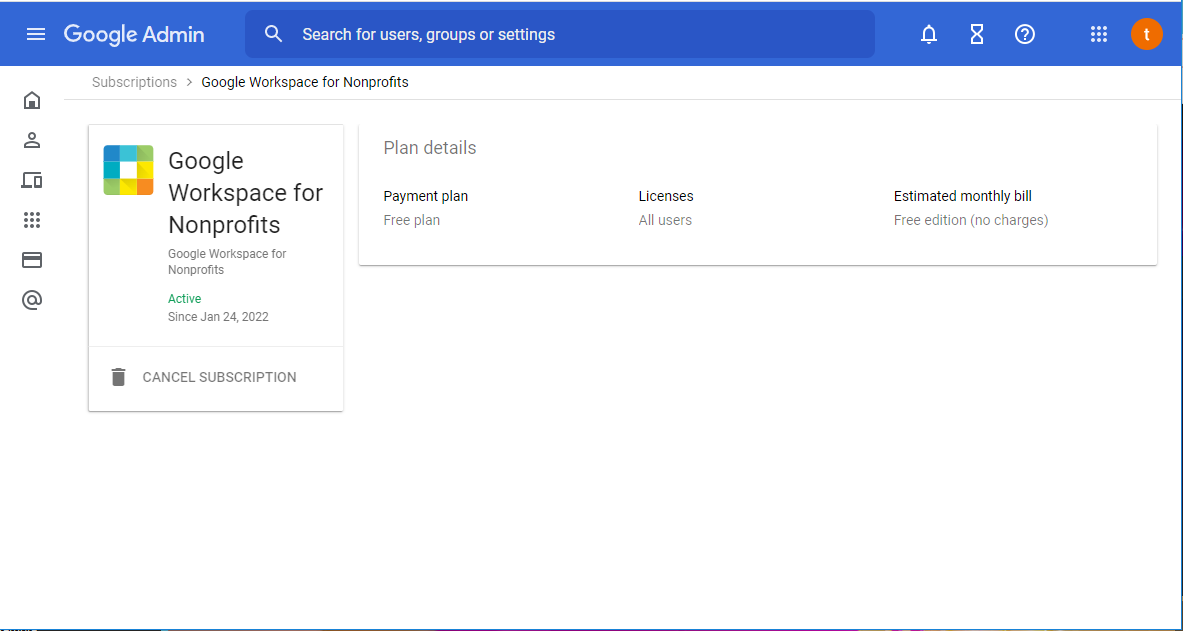 Google Admin
Search for users, groups or settings
t
Subscriptions > Google Workspace for Nonprofits
Google
Workspace for
Nonprofits
Google Workspace for
Nonprofits
Active
Since Jan 24, 2022
CANCEL SUBSCRIPTION
Plan details
Payment plan
Free plan
Licenses
All users
Estimated monthly bill
Free edition (no charges)